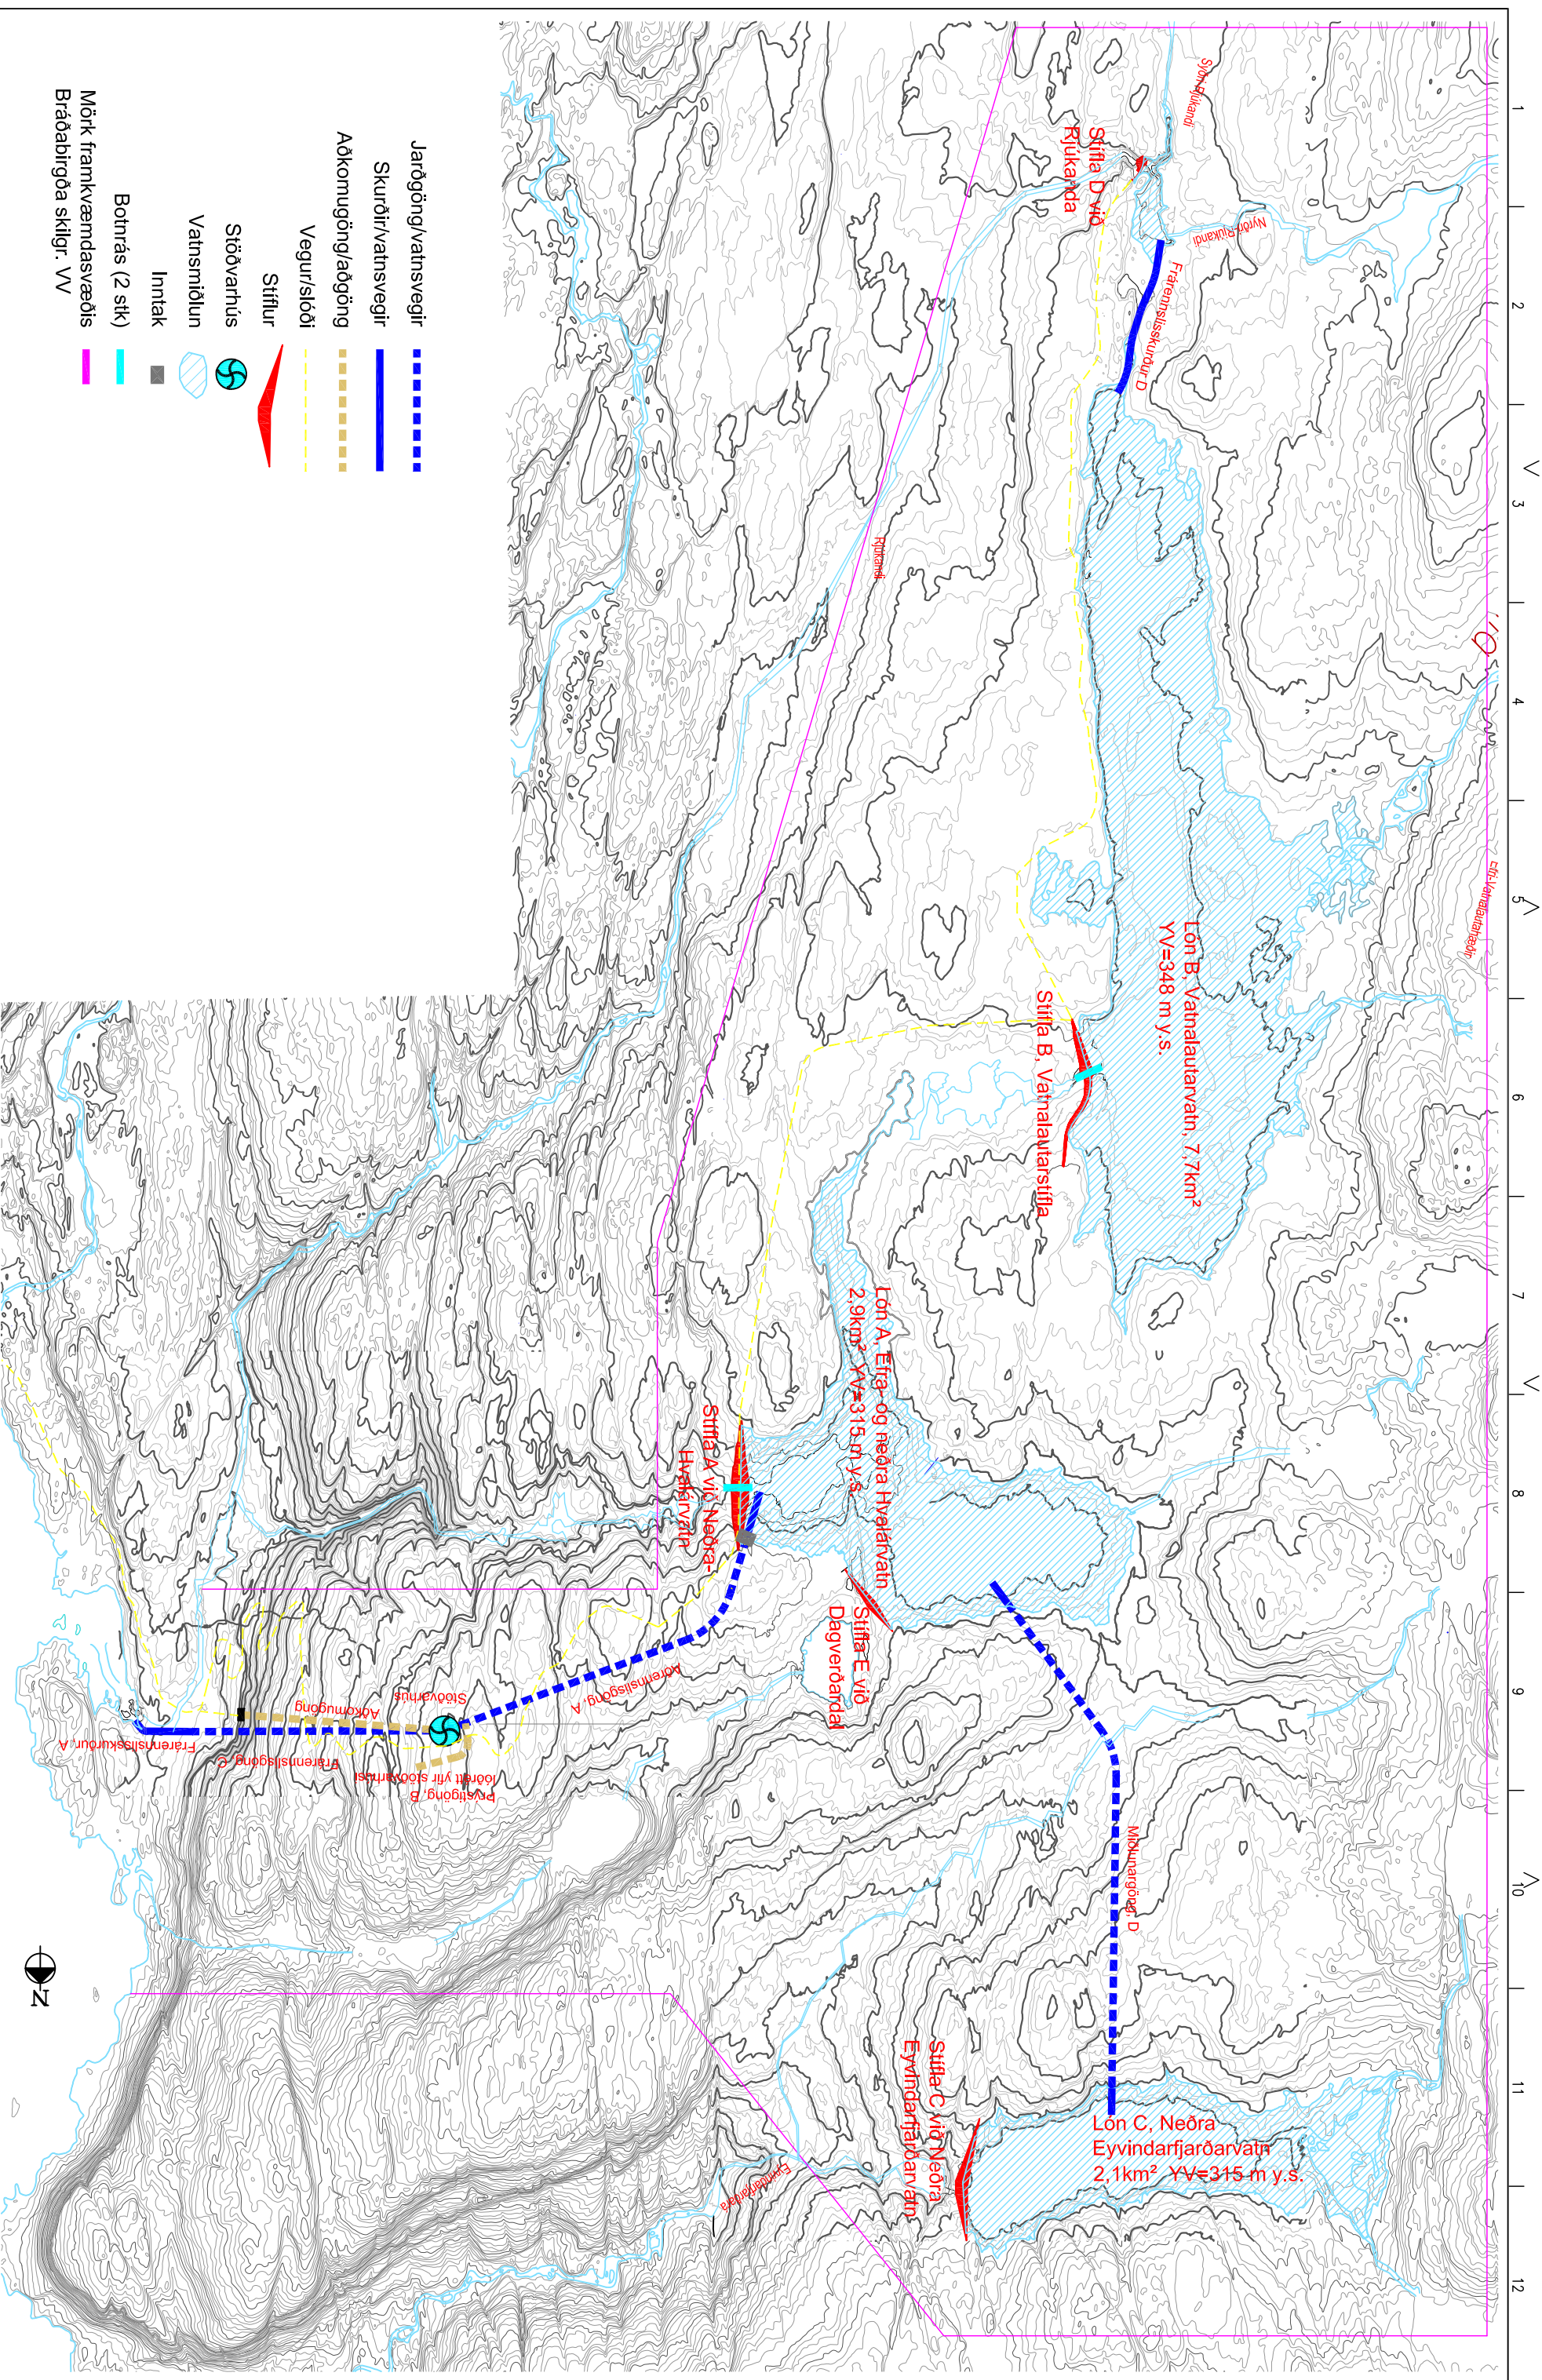 1
2
3
4
5
6
7
8
9
10
11
12
Syðri-Rjúkandi
Nyrðri-Rjúkandi
Stífla D við
Rjúkanda
Frárennslisskurður D
Rjúkandi
Efri-Vatnalautahæðir
Lón B, Vatnalautarvatn, 7,7km²
YV=348 m y.s.
Stífla B, Vatnalautarstífla
Lón A, Efra- og neðra Hvalárvatn
2,9km² YV=315 m y.s.
Stífla A við Neðra-
Hvalárvatn
Stífla E við
Dagverðardal
Aðrennslisgöng, A
Stöðvarhús
Aðkomugöng
Frárennslisskurður, A
Frárennslisgöng, C
Þrýstigöng, B
lóðrétt yfir stöðvarhúsi
Miðlunargöng, D
Stífla C við Neðra
Eyvindarfjarðarvatn
Lón C, Neðra
Eyvindarfjarðarvatn
2,1km² YV=315 m y.s.
Eyvindarfjarðará
Jarðgöng/vatnsvegir
Skurðir/vatnsvegir
Aðkomugöng/aðgöng
Vegur/slóði
Stíflur
Stöðvarhús
Vatnsmiðlun
Inntak
Botnrás (2 stk)
Mörk framkvæmdasvæðis
Bráðabirgða skilgr. VV
N